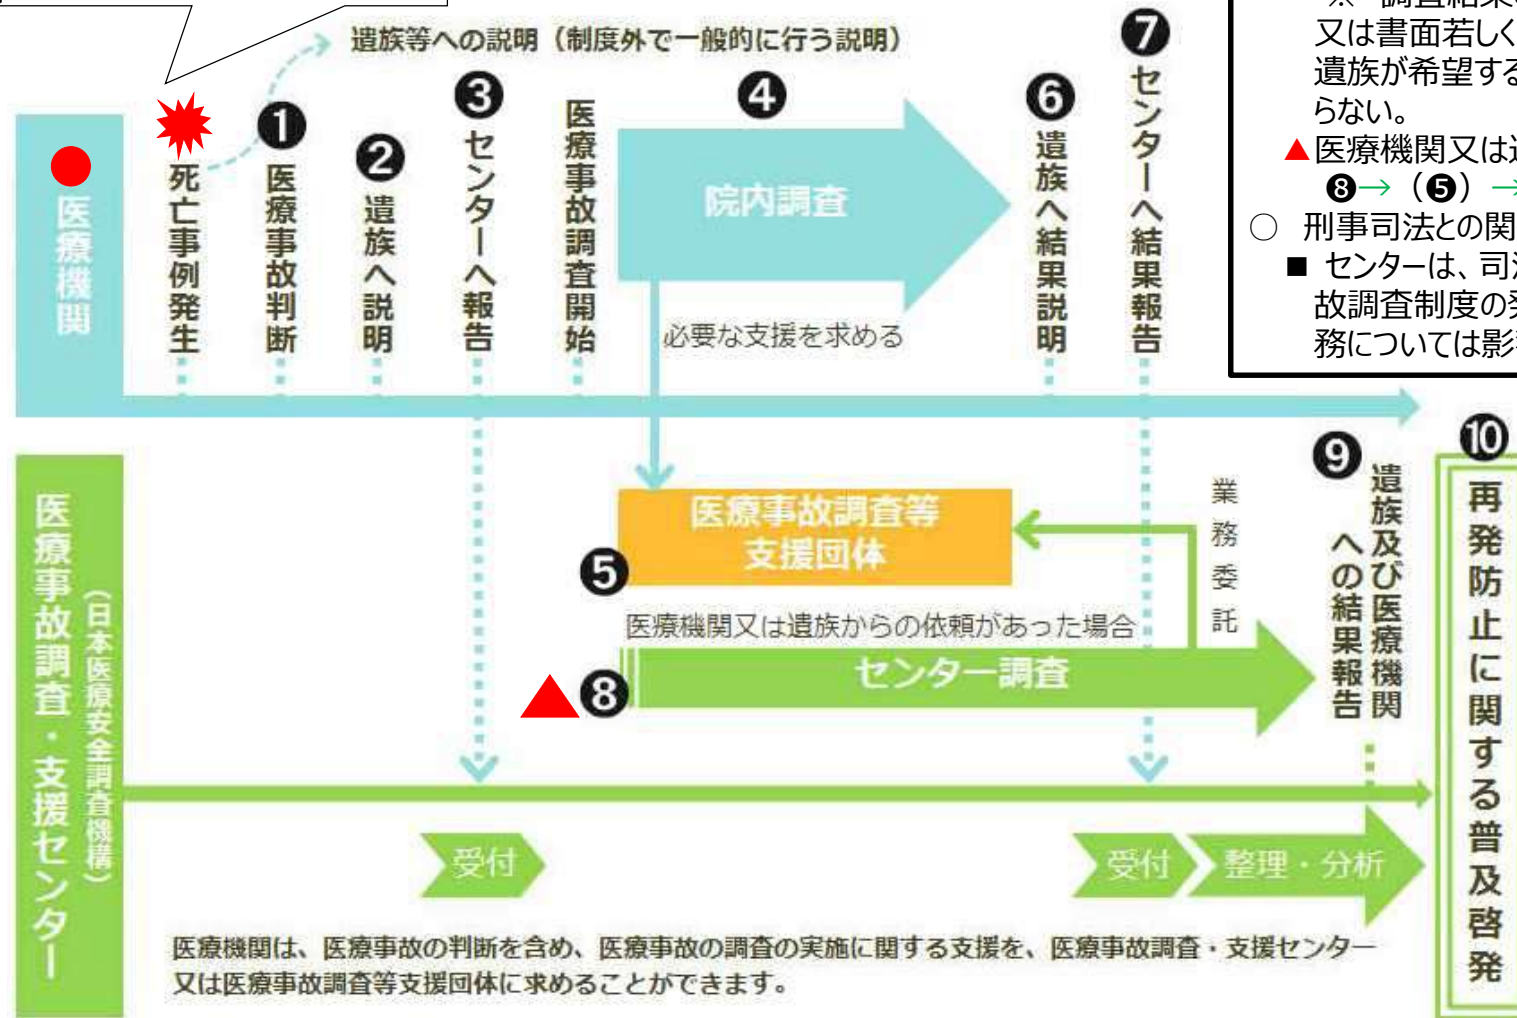 遺族等への説明（制度外で一般的に行う説明）
医療機関
死亡事例発生
❶
医療事故判断
❷
遺族へ説明
❸
センターへ報告
医療事故調査開始
❹
院内調査
必要な支援を求める
❻
遺族へ結果説明
❼
センターへ結果報告
※ 調査結果
又は書面若しく
遺族が希望する
らない。
▲医療機関又は
❽→（❺）→
○ 刑事司法との関
■ センターは、司
故調査制度の
務については影
医療事故調査・支援センター
（日本医療安全調査機構）
医療事故調査等
支援団体
❺
業務委託
医療機関又は遺族からの依頼があった場合
❽
センター調査
❾
遺族及び医療機関
への結果報告
❿
再発防止に関する普及啓発
受付
受付
整理・分析
医療機関は、医療事故の判断を含め、医療事故の調査の実施に関する支援を、医療事故調査・支援センター
又は医療事故調査等支援団体に求めることができます。